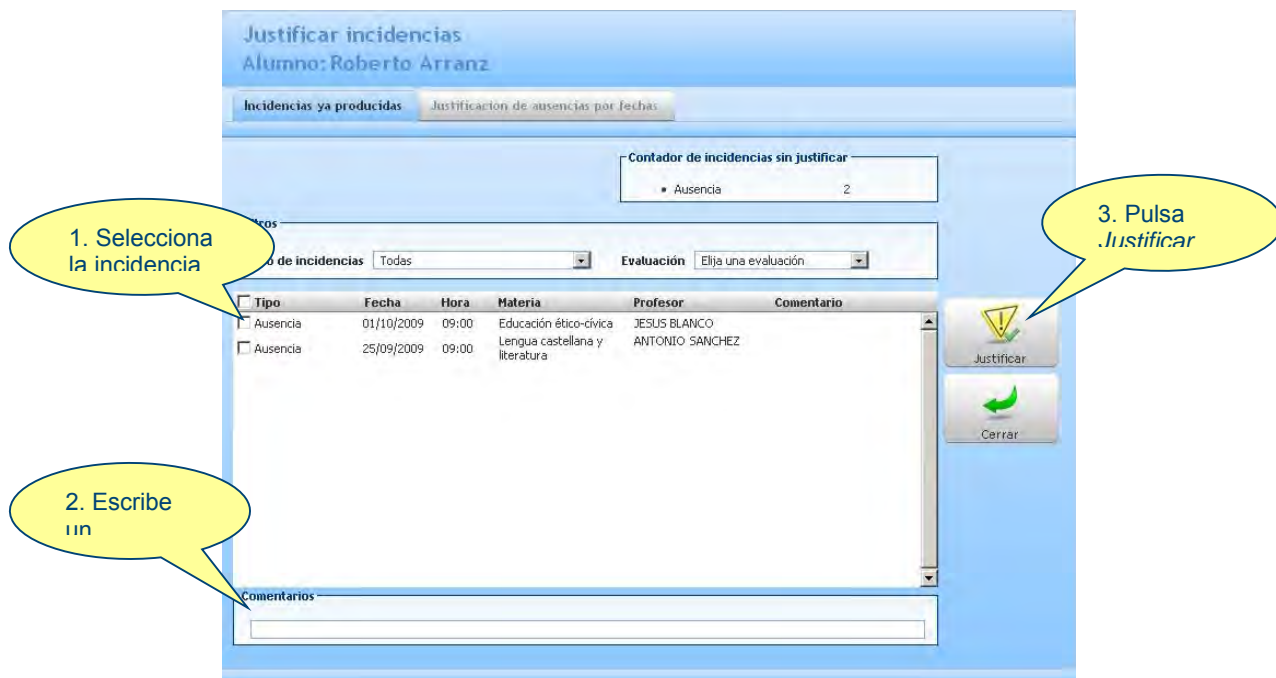 Justificar incidencias
Alumno: Roberto Arranz
Incidencias ya producidas Justificacion de ausencias por fechas
Contador de incidencias sin justificar
• Ausencia 2
1. Selecciona
la incidencia
3. Pulsa
Justificar
de incidencias Todas Evaluación Elija una evaluación
Tipo Fecha Hora Materia Profesor Comentario
Ausencia 01/10/2009 09:00 Educación ético-cívica JESUS BLANCO
Ausencia 25/09/2009 09:00 Lengua castellana y literatura ANTONIO SANCHEZ
Justificar
Cerrar
2. Escribe
un
Comentarios